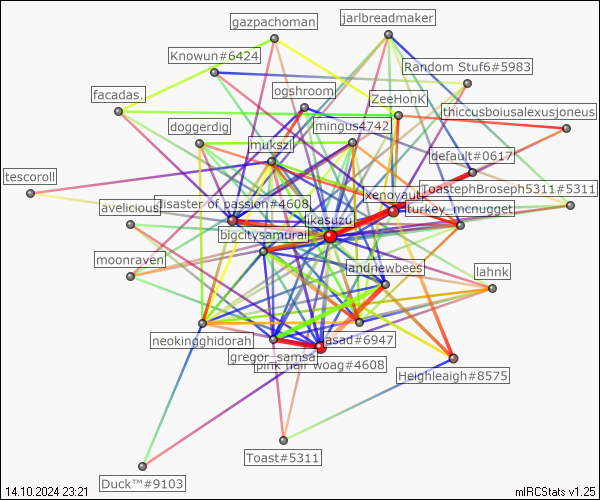 gazpachoman
jarlbreadmaker
Knowun#6424
Random Stuf6#5983
facadas.
ogshroom
ZeeHonK
thiccusboiusalexusjoneus
doggerdig
mingus4742
mukszil
default#0617
tescoroll
xenoyaut
ToastephBroseph5311#5311
avelicious
disaster of passion#4608
likasuzu
turkey_mcnugget
bigcitysamurai
moonraven
landnewbees
lahnk
neokingghidorah
asad#6947
gregor_samsa
pink hair woag#4608
Heighleaigh#8575
Toast#5311
Duck™#9103
14.10.2024 23:21
mIRCStats v1.25